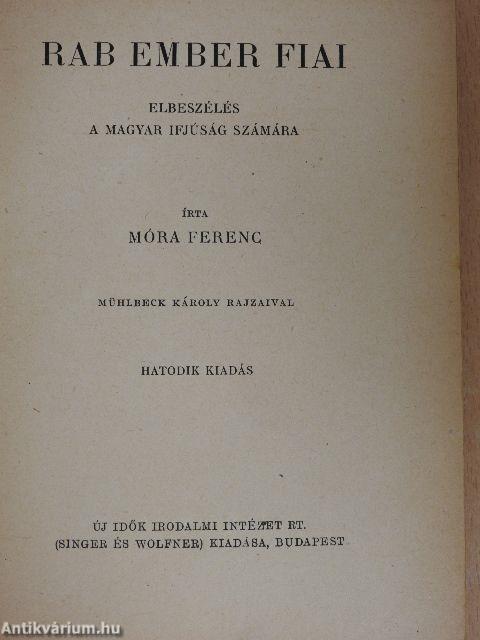 RAB EMBER FIAI
ELBESZÉLÉS
A MAGYAR IFJÚSÁG SZÁMÁRA
ÍRTA
MÓRA FERENC
MÜHLBECK KÁROLY RAJZAIVAL
HATODIK KIADÁS
ÚJ IDŐK IRODALMI INTÉZET RT.
(SINGER ÉS WOLFNER) KIADÁSA, BUDAPEST
Antikvárium.hu